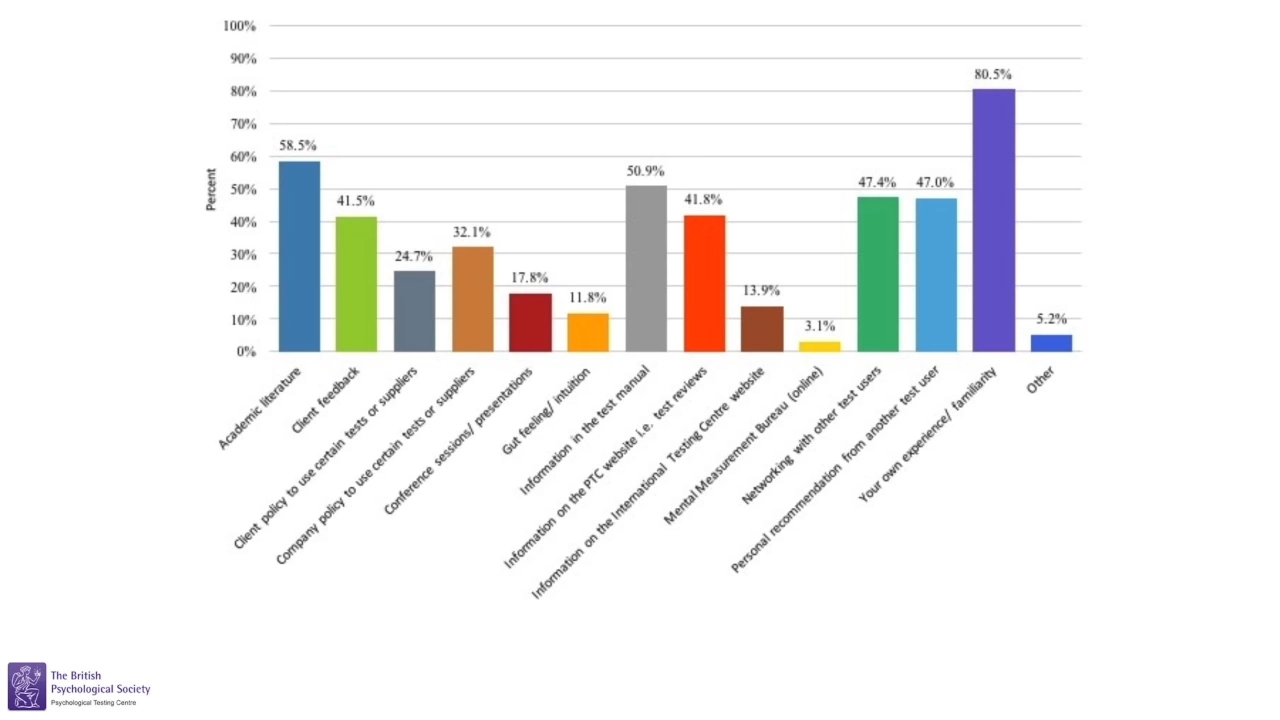 100%
90%
80%
70%
60%
50%
40%
30%
20%
10%
0%
Percent
58.5%
41.5%
24.7%
32.1%
17.8%
11.8%
50.9%
41.8%
13.9%
3.1%
47.4%
47.0%
80.5%
5.2%
Academic literature
Client feedback
Client policy to use certain tests or suppliers
Company policy to use certain tests or suppliers
Conference sessions/ presentations
Gut feeling/ intuition
Information in the test manual
Information on the PTC website i.e. test reviews
Information on the International Testing Centre website
Mental Measurement Bureau (online)
Networking with other test users
Personal recommendation from another test user
Your own experience/ familiarity
Other
The British
Psychological Society
Psychological Testing Centre